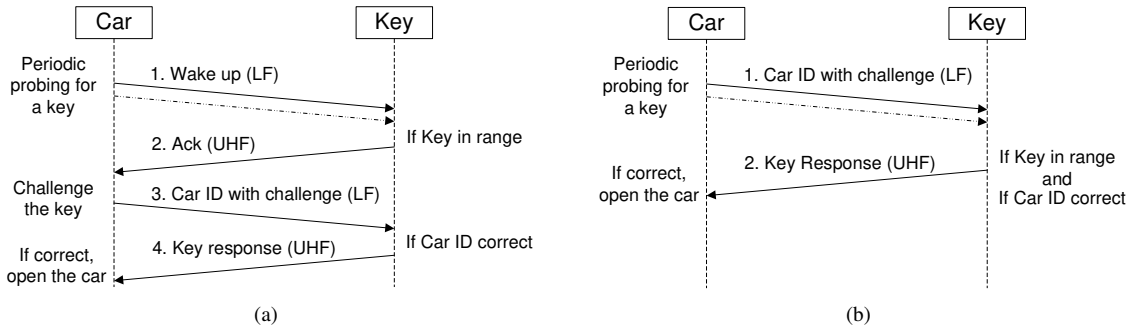 Car
Key
Periodic
probing for
a key
1. Wake up (LF)
If Key in range
2. Ack (UHF)
Challenge
the key
3. Car ID with challenge (LF)
If Car ID correct
4. Key response (UHF)
If correct,
open the car
(a)
Car
Key
Periodic
probing for
a key
1. Car ID with challenge (LF)
2. Key Response (UHF)
If Key in range
and
If Car ID correct
If correct,
open the car
(b)